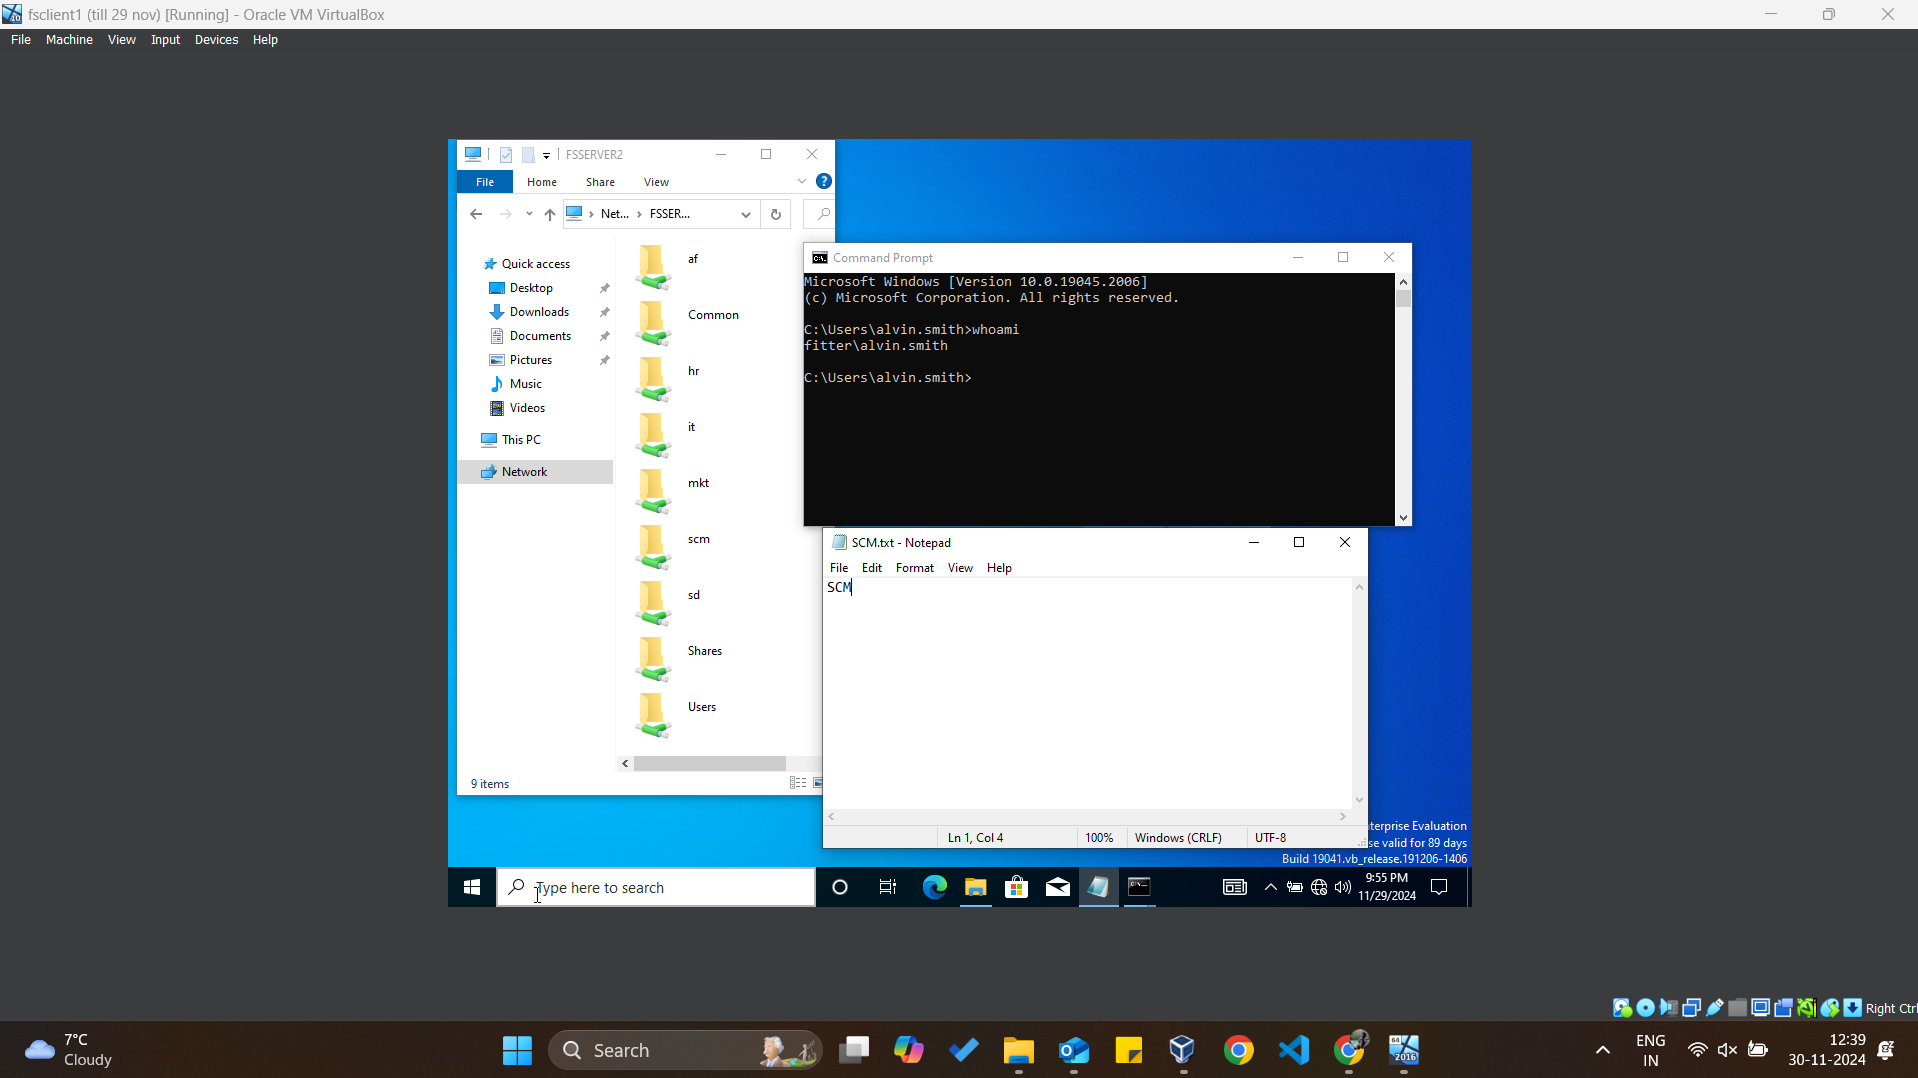 fsclient1 (till 29 nov) [Running] - Oracle VM VirtualBox
File Machine View Input Devices Help
FSSERVER2
File Home Share View
Net... FSSER...
Quick access
Desktop
Downloads
Documents
Pictures
Music
Videos
This PC
Network
af
Common
hr
it
mkt
scm
sd
Shares
Users
9 items
Command Prompt
Microsoft Windows [Version 10.0.19045.2006]
(c) Microsoft Corporation. All rights reserved.
C:\Users\alvin.smith>whoami
fitter\alvin.smith
C:\Users\alvin.smith>
SCM.txt - Notepad
File Edit Format View Help
SCM
Ln 1, Col 4 100% Windows (CRLF) UTF-8
terprise Evaluation
se valid for 89 days
Build 19041.vb_release.191206-1406
Type here to search
9:55 PM
11/29/2024
Right Ctrl
7°C
Cloudy
Search
64
2016
ENG
IN
12:39
30-11-2024